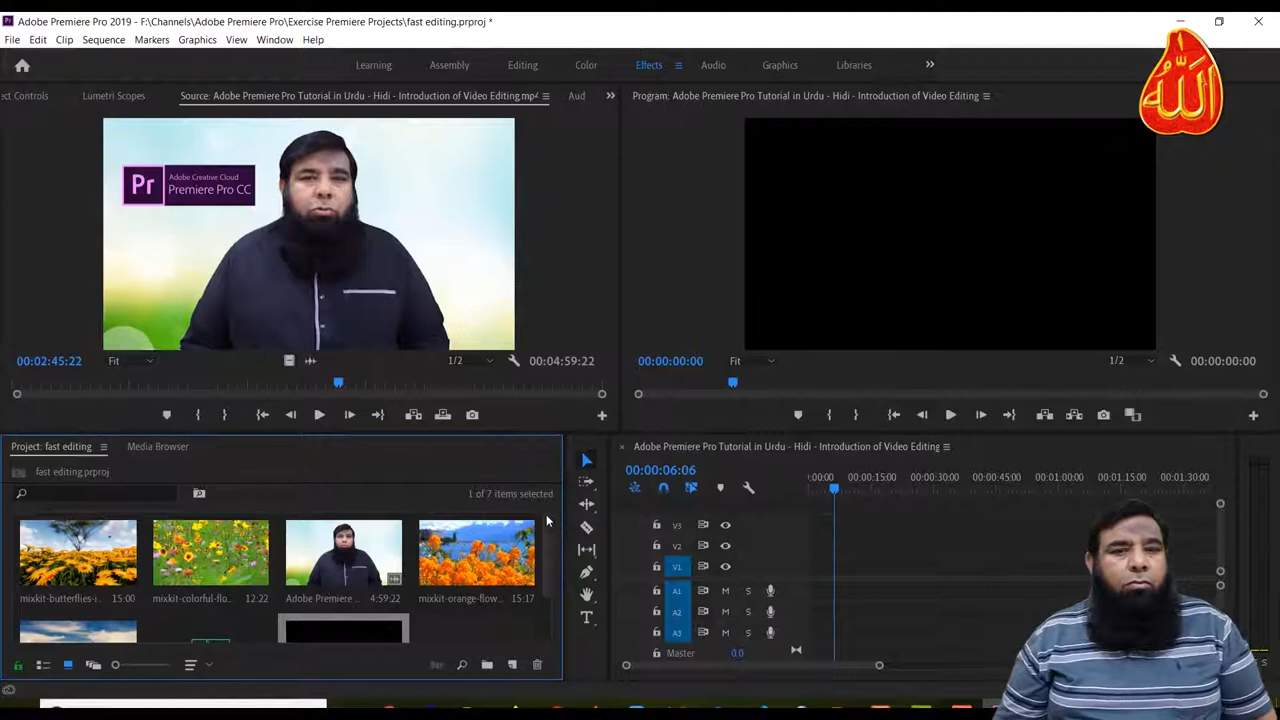 Adobe Premiere Pro 2019 - F:\Channels\Adobe Premiere Pro\Exercise Premiere Projects\fast editing.prproj *
File Edit Clip Sequence Markers Graphics View Window Help
الله
Learning Assembly Editing Color Effects Audio Graphics Libraries
ect Controls Lumetri Scopes Source: Adobe Premiere Pro Tutorial in Urdu - Hidi - Introduction of Video Editing.mp4 Aud
Program: Adobe Premiere Pro Tutorial in Urdu - Hidi - Introduction of Video Editing
Pr
Adobe Creative Cloud
Premiere Pro CC
00:02:45:22 Fit 1/2 00:04:59:22
00:00:00:00 Fit 1/2 00:00:00:00
Project: fast editing Media Browser
fast editing.prproj
1 of 7 items selected
mixkit-butterflies-i... 15:00 mixkit-colorful-flo... 12:22 Adobe Premiere ... 4:59:22 mixkit-orange-flow... 15:17
Adobe Premiere Pro Tutorial in Urdu - Hidi - Introduction of Video Editing
00:00:06:06
:00:00 00:00:15:00 00:00:30:00 00:00:45:00 00:01:00:00 00:01:15:00 00:01:30:00
V3
V2
V1
A1 M S
A2 M S
A3 M S
Master 0.0
S S